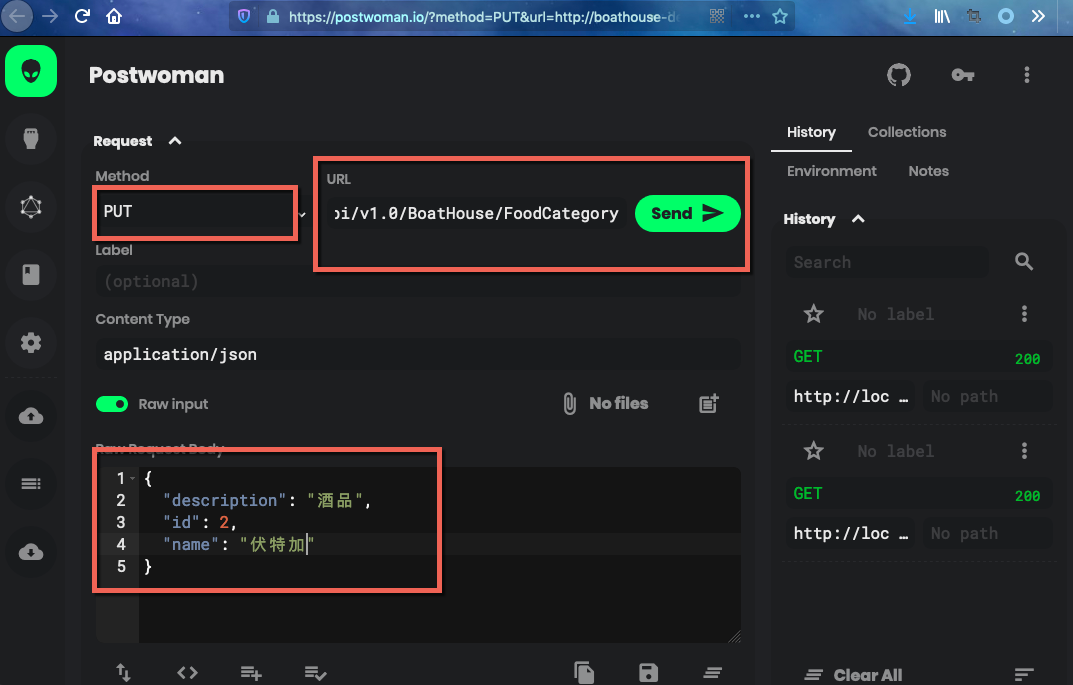 https://postwoman.io/?method=PUT&url=http://boathouse-de
Postwoman
Request
Method
PUT
URL
pi/v1.0/BoatHouse/FoodCategory
Send
Label
(optional)
Content Type
application/json
Raw input
No files
Raw Request Body
1 {
2 "description": "酒品",
3 "id": 2,
4 "name": "伏特加"
5 }
History
Collections
Environment
Notes
History
Search
No label
GET
200
http://loc …
No path
No label
GET
200
http://loc …
No path
Clear All